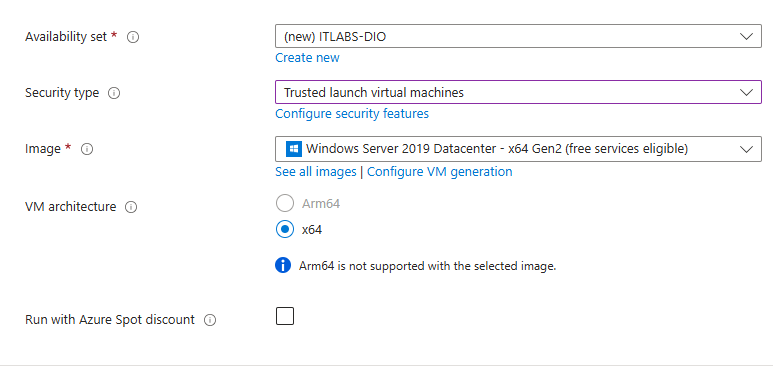 Availability set *
(new) ITLABS-DIO
Create new
Security type
Trusted launch virtual machines
Configure security features
Image *
Windows Server 2019 Datacenter - x64 Gen2 (free services eligible)
See all images | Configure VM generation
VM architecture
Arm64
x64
Arm64 is not supported with the selected image.
Run with Azure Spot discount